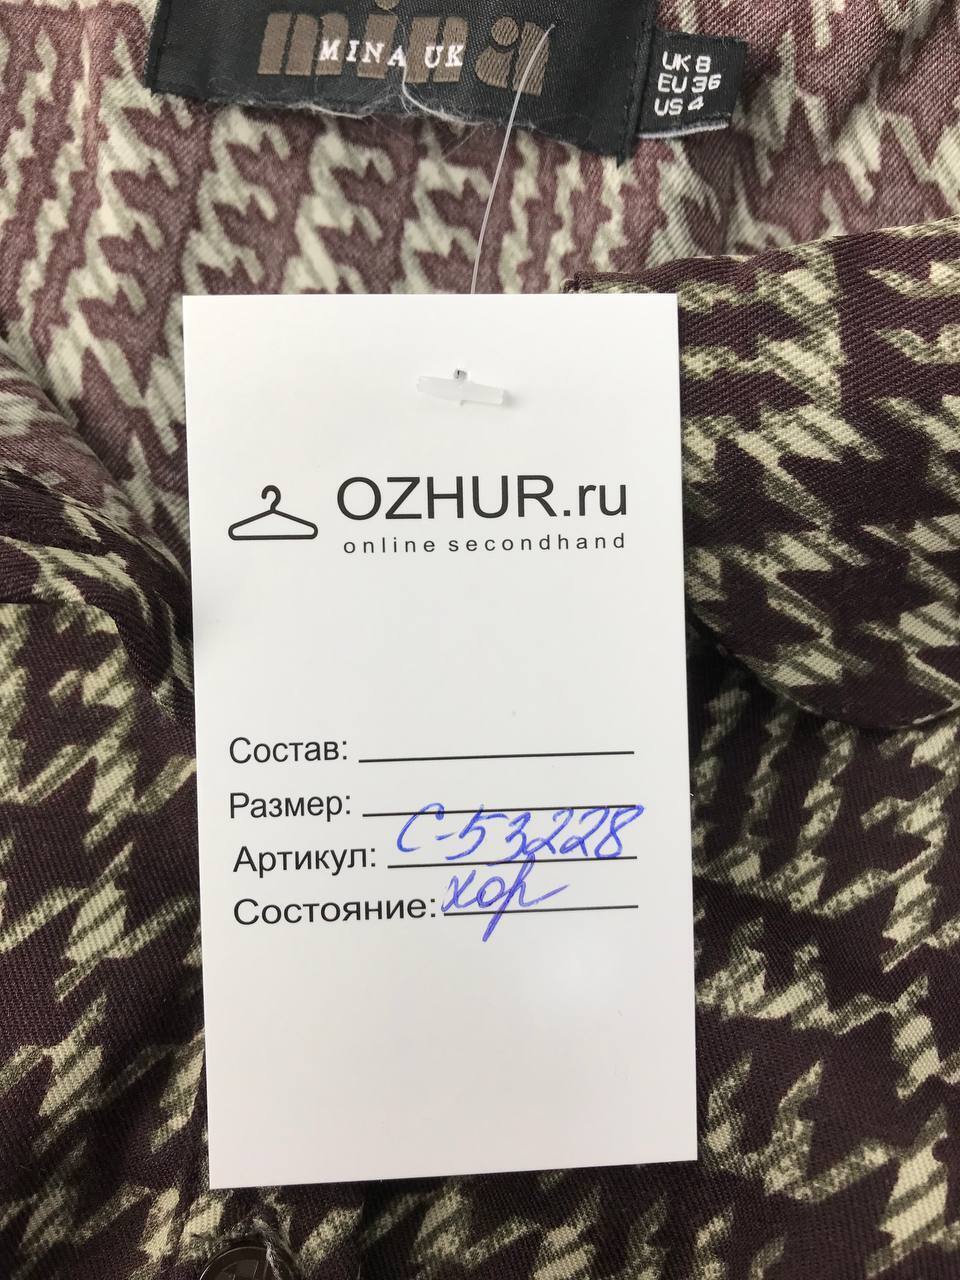 mina
MINA UK
UK 8
EU 36
US 4
OZHUR.ru
online secondhand
Состав:
Размер:
Артикул: С-53228
Состояние: хор